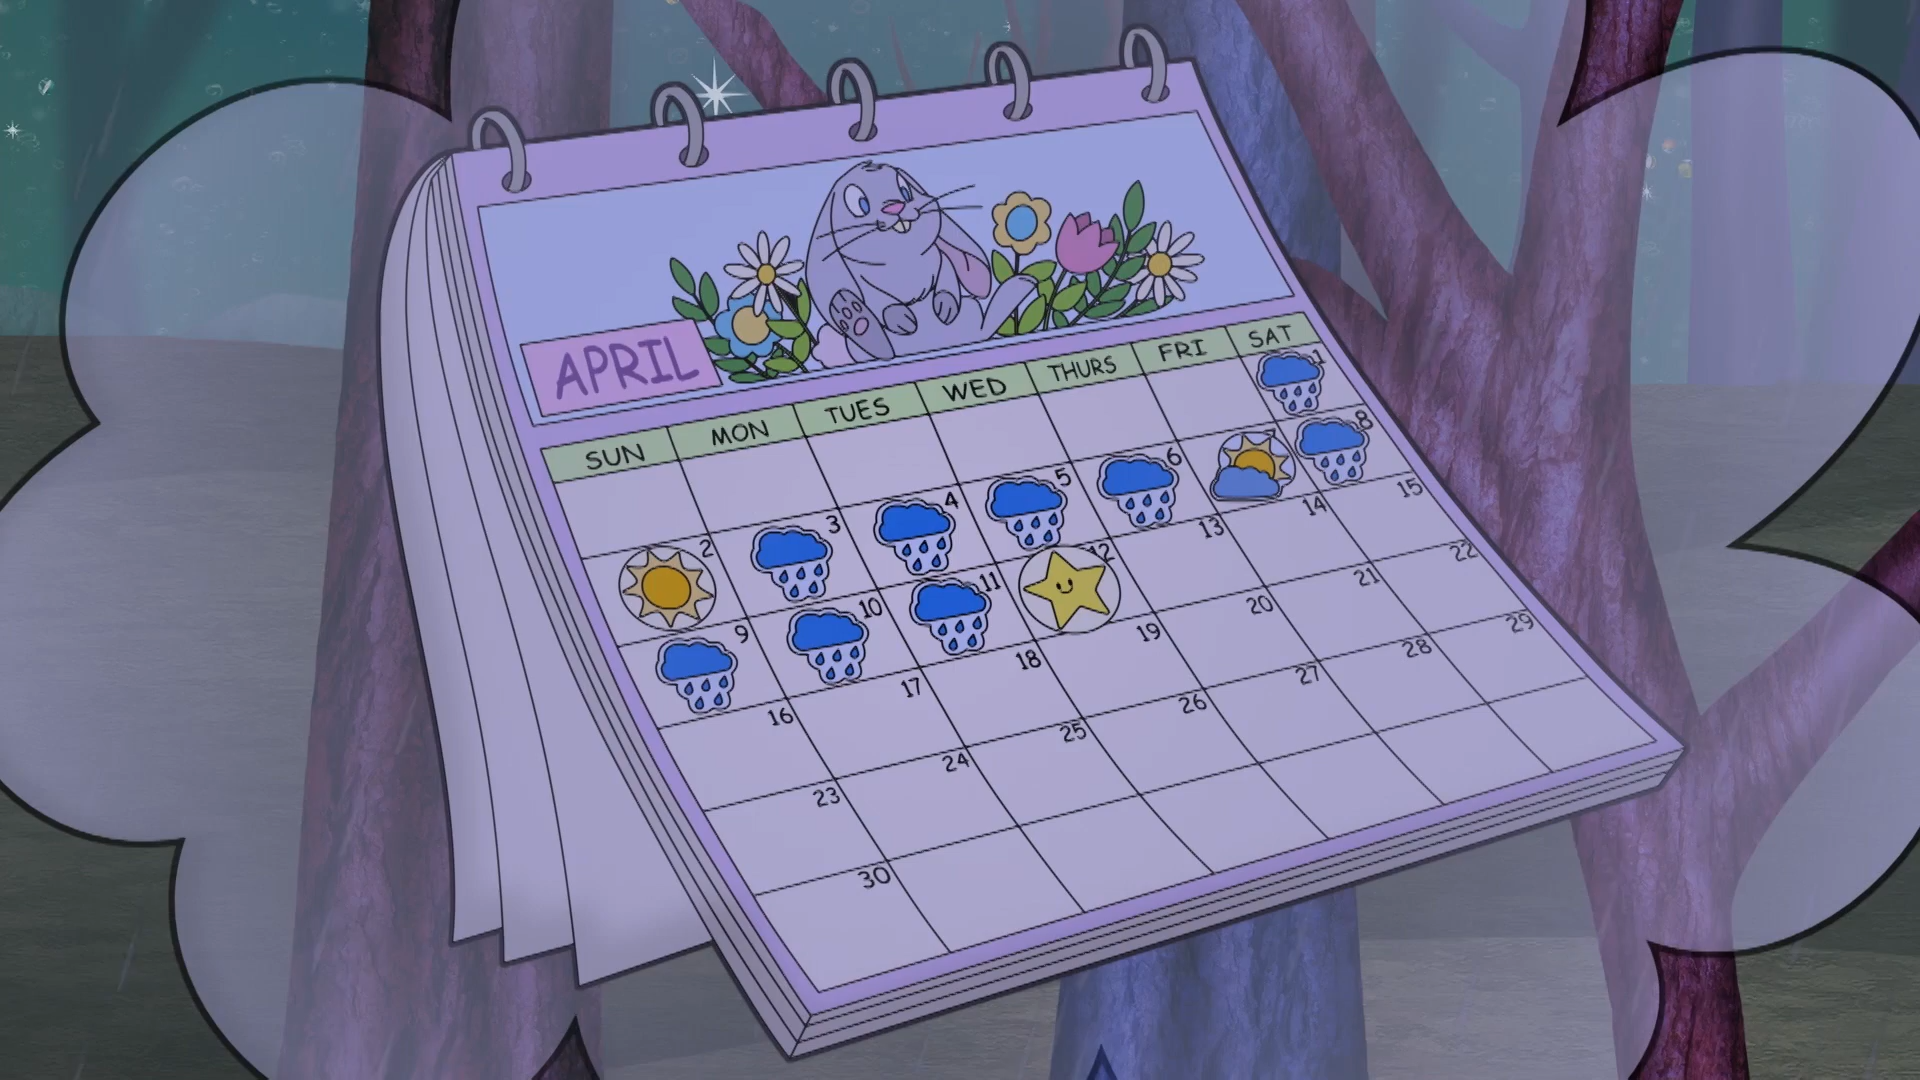 APRIL
SUN MON TUES WED THURS FRI SAT
1
2 3 4 5 6 7 8
9 10 11 12 13 14 15
16 17 18 19 20 21 22
23 24 25 26 27 28 29
30